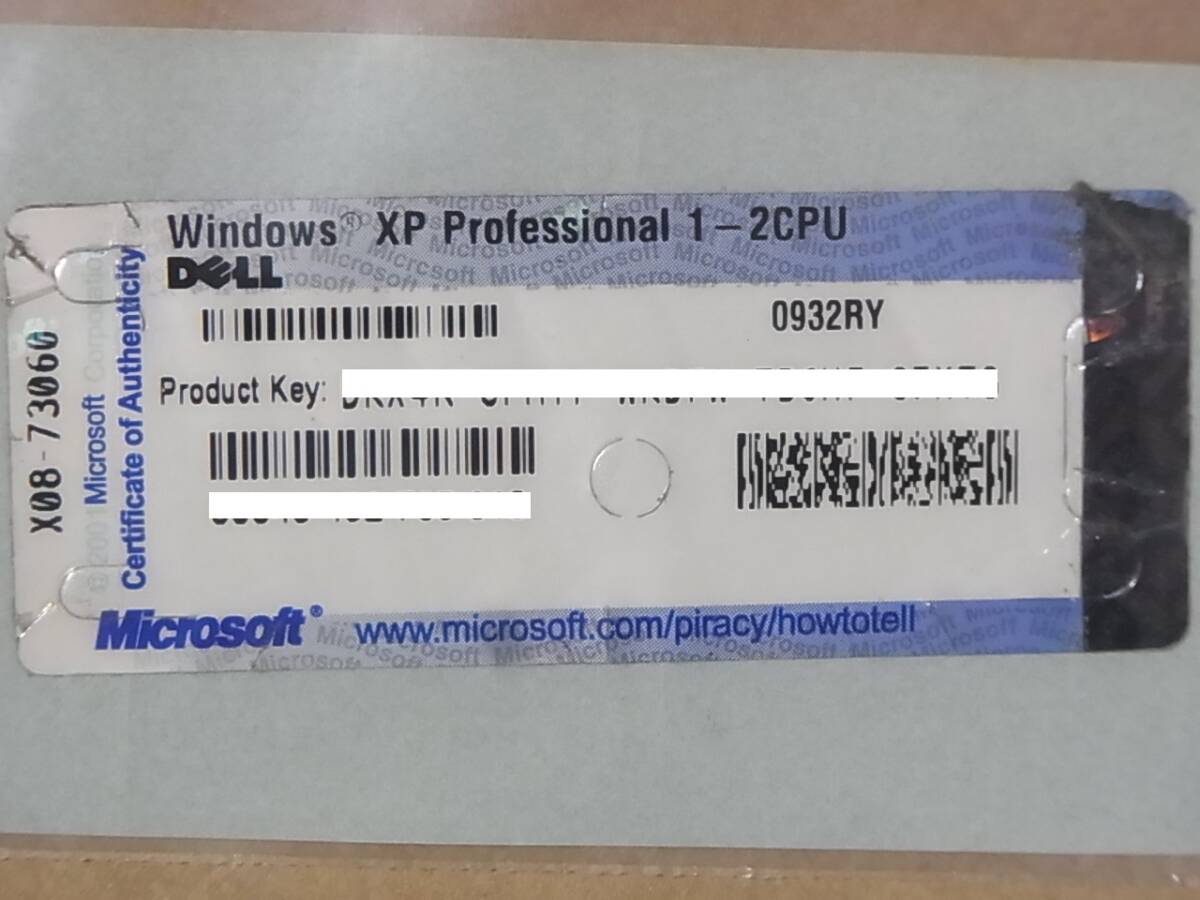 Windows® XP Professional 1-2CPU
DELL
0932RY
Product Key:
Microsoft® www.microsoft.com/piracy/howtotell
X08-73060
Microsoft Corporation
Certificate of Authenticity